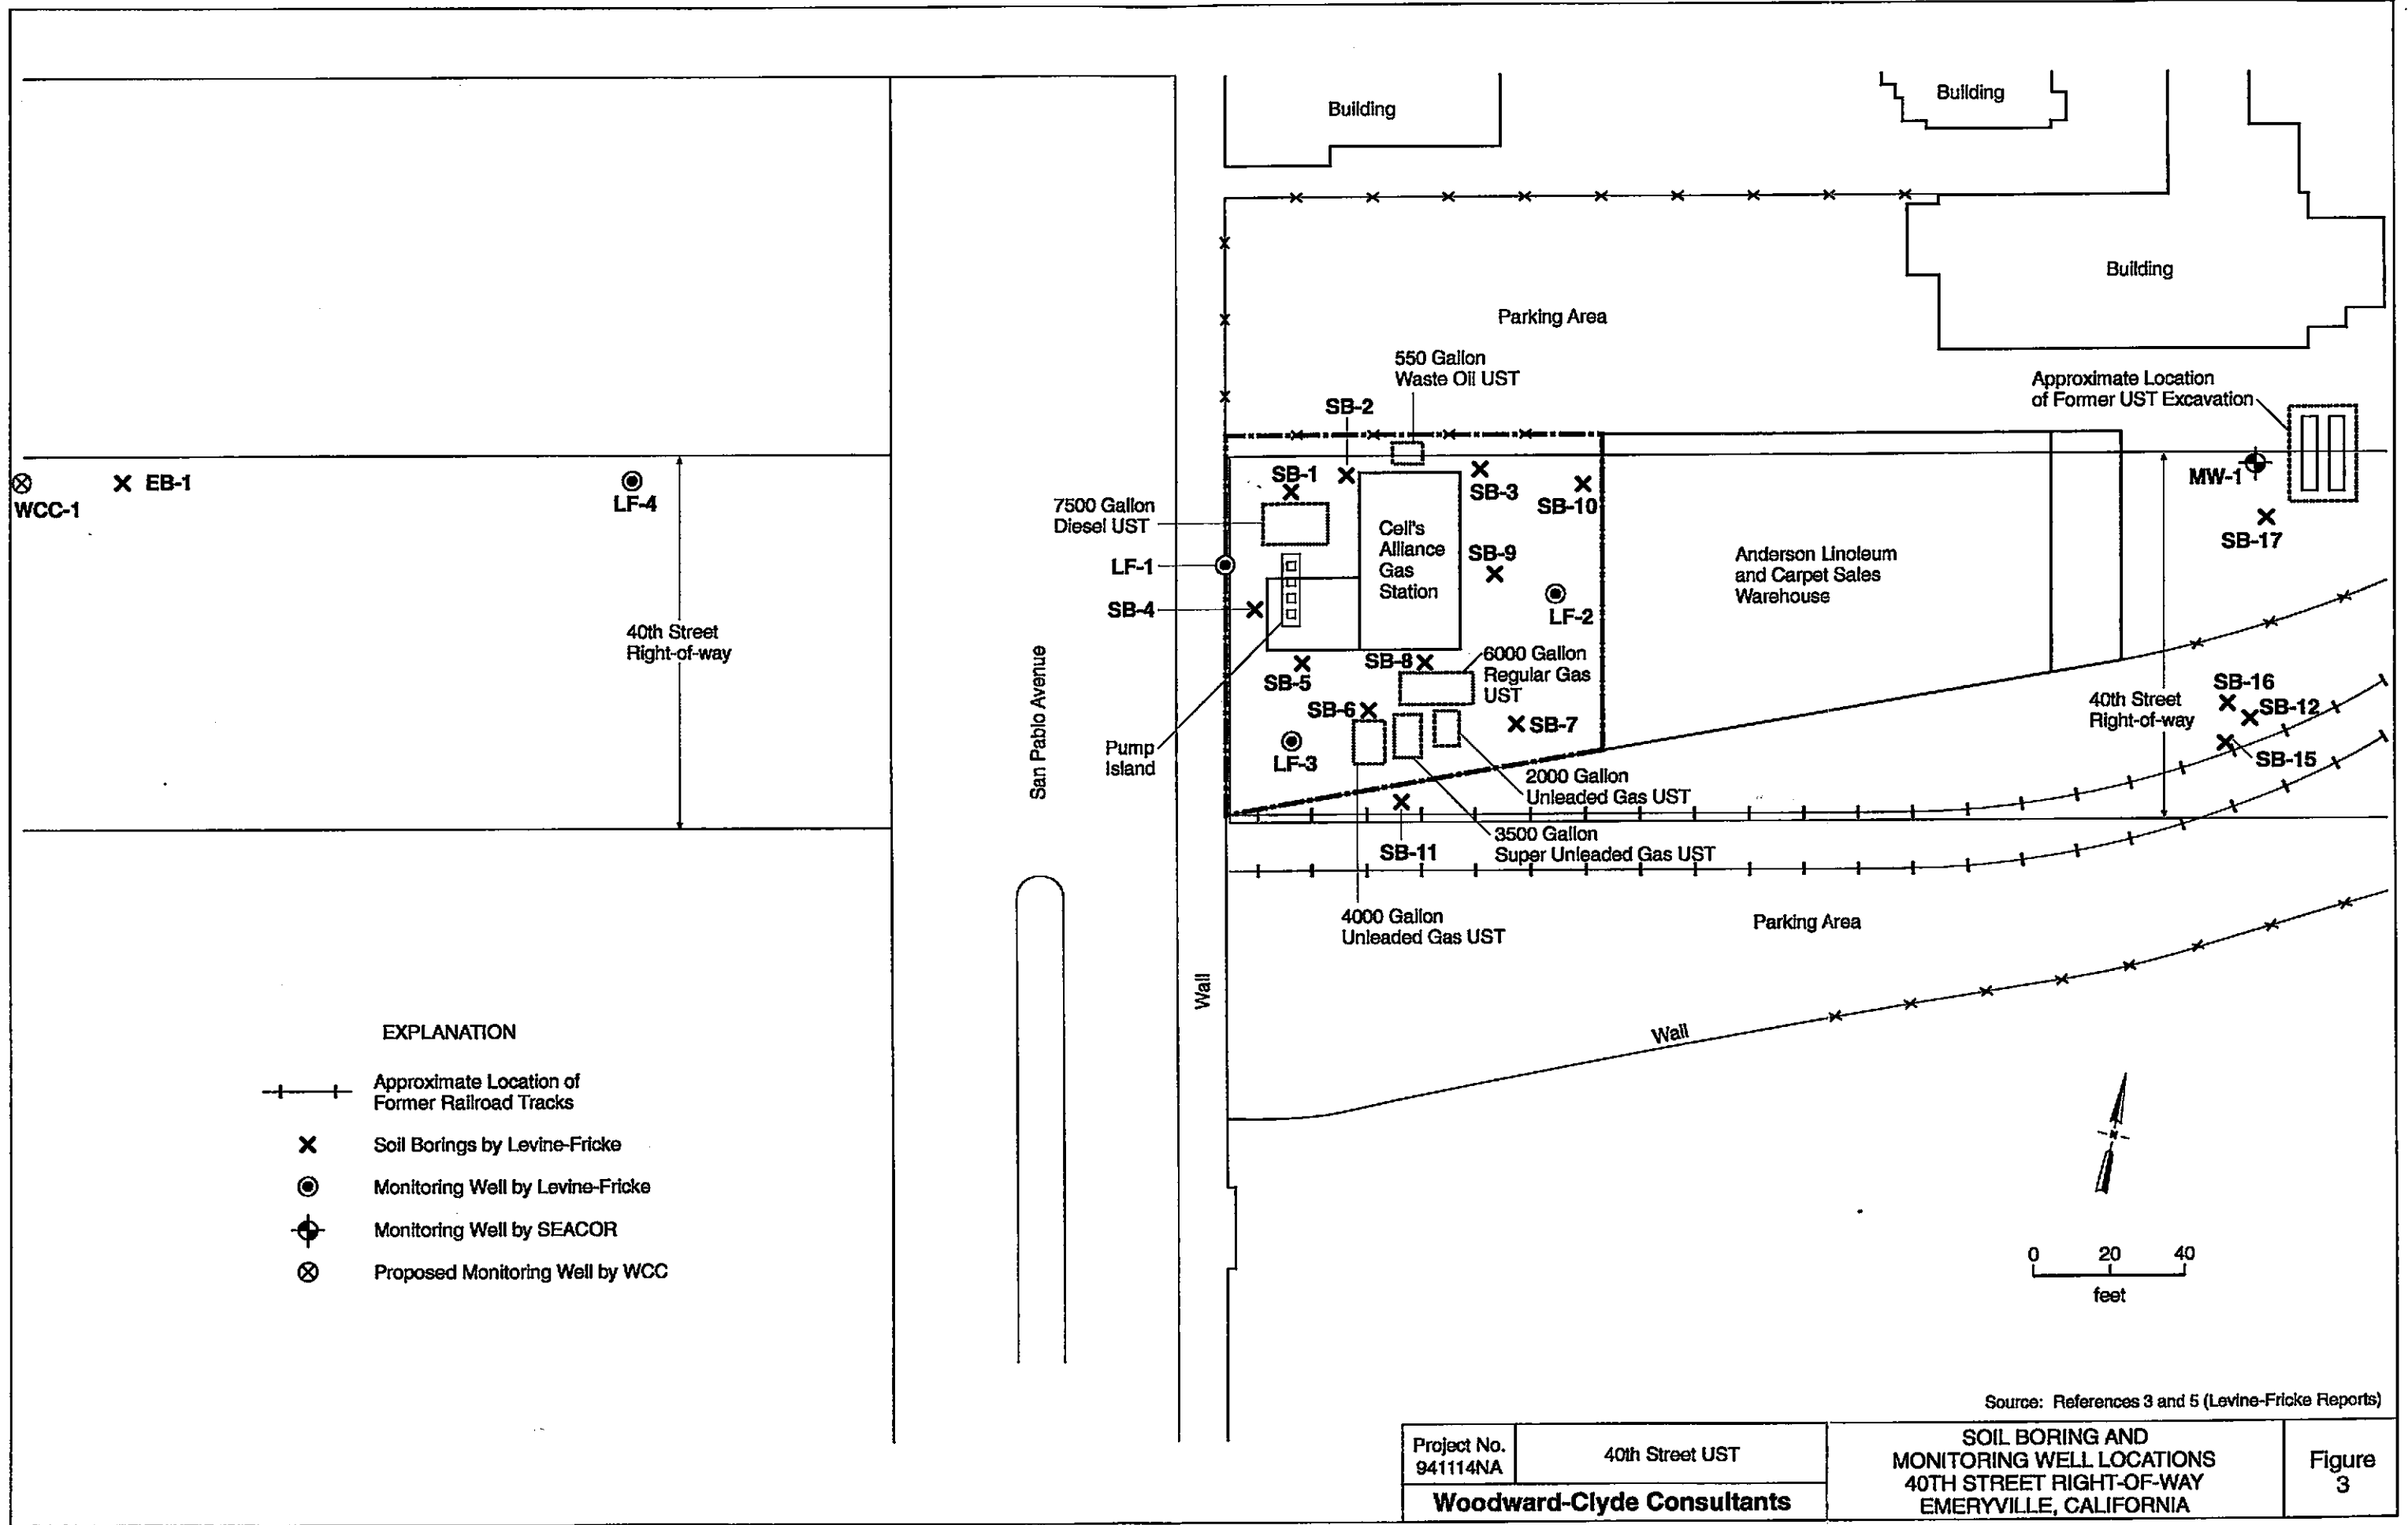 Building
Building
Building
Parking Area
550 Gallon
Waste Oil UST
Approximate Location
of Former UST Excavation
SB-2
SB-1
SB-3
SB-10
MW-1
SB-17
WCC-1
EB-1
LF-4
7500 Gallon
Diesel UST
Cell's
Alliance
Gas
Station
SB-9
Anderson Linoleum
and Carpet Sales
Warehouse
LF-1
SB-4
LF-2
40th Street
Right-of-way
San Pablo Avenue
SB-8
6000 Gallon
Regular Gas
UST
SB-5
SB-6
SB-7
40th Street
Right-of-way
SB-16
SB-12
SB-15
Pump
Island
LF-3
2000 Gallon
Unleaded Gas UST
3500 Gallon
Super Unleaded Gas UST
SB-11
4000 Gallon
Unleaded Gas UST
Parking Area
Wall
Wall
EXPLANATION
Approximate Location of
Former Railroad Tracks
Soil Borings by Levine-Fricke
Monitoring Well by Levine-Fricke
Monitoring Well by SEACOR
Proposed Monitoring Well by WCC
0 20 40
feet
Source: References 3 and 5 (Levine-Fricke Reports)
Project No.
941114NA
40th Street UST
Woodward-Clyde Consultants
SOIL BORING AND
MONITORING WELL LOCATIONS
40TH STREET RIGHT-OF-WAY
EMERYVILLE, CALIFORNIA
Figure
3